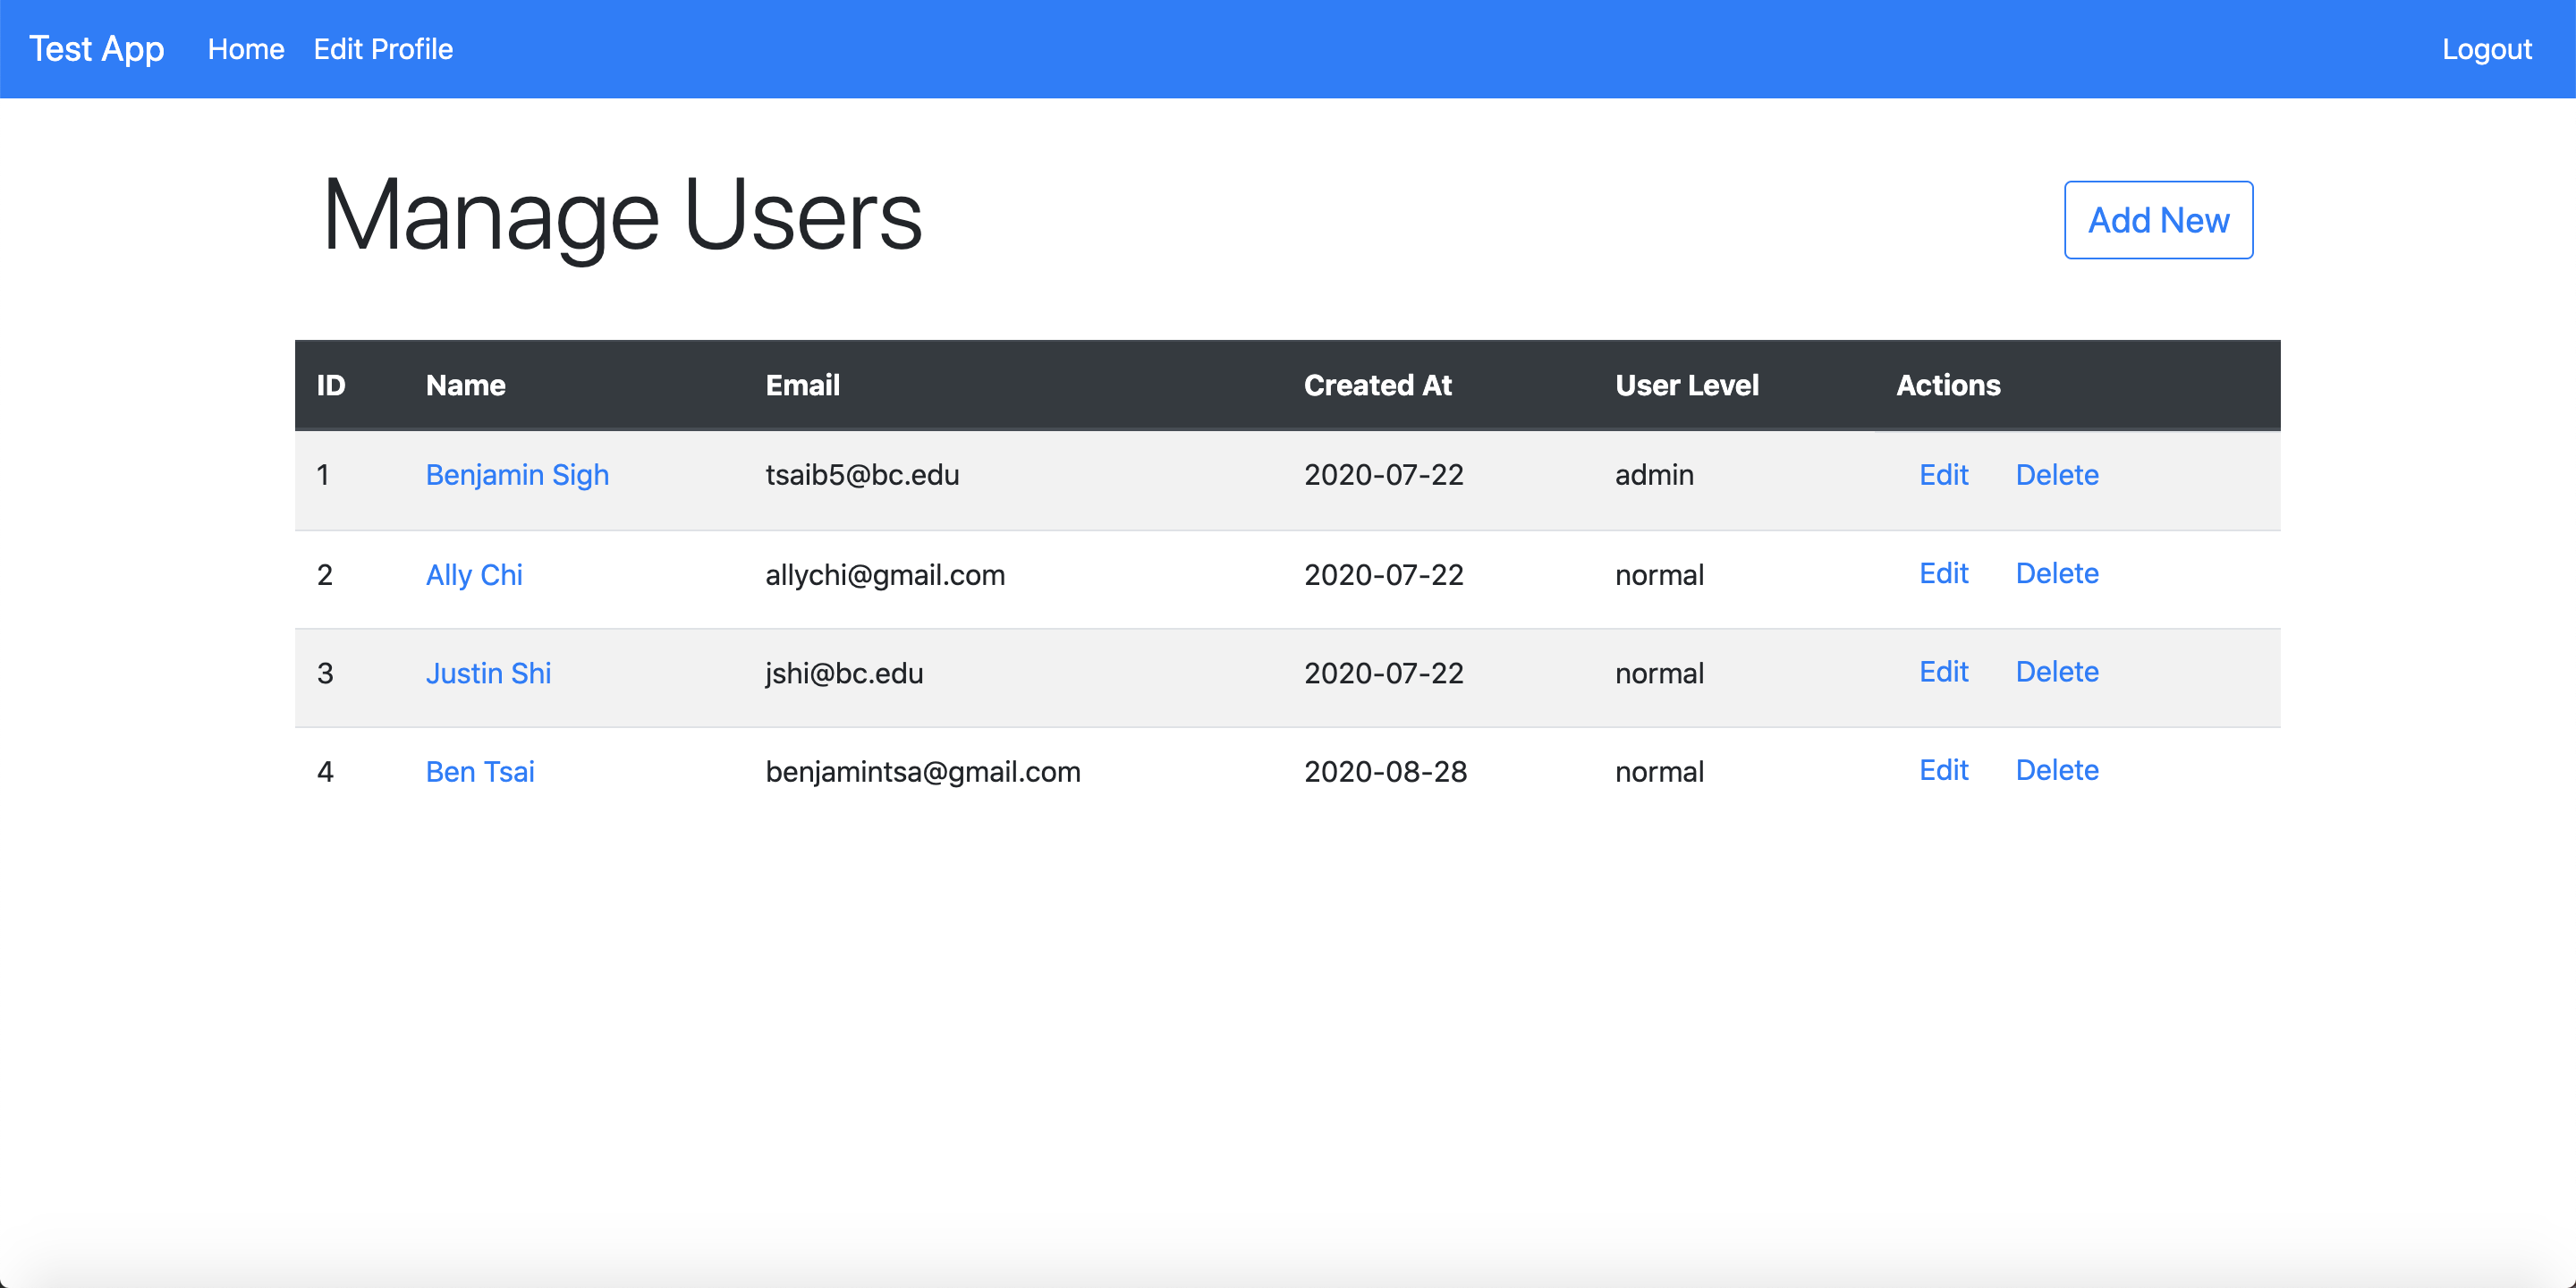 Test App Home Edit Profile Logout
Manage Users Add New
ID Name Email Created At User Level Actions
1 Benjamin Sigh tsaib5@bc.edu 2020-07-22 admin Edit Delete
2 Ally Chi allychi@gmail.com 2020-07-22 normal Edit Delete
3 Justin Shi jshi@bc.edu 2020-07-22 normal Edit Delete
4 Ben Tsai benjamintsa@gmail.com 2020-08-28 normal Edit Delete